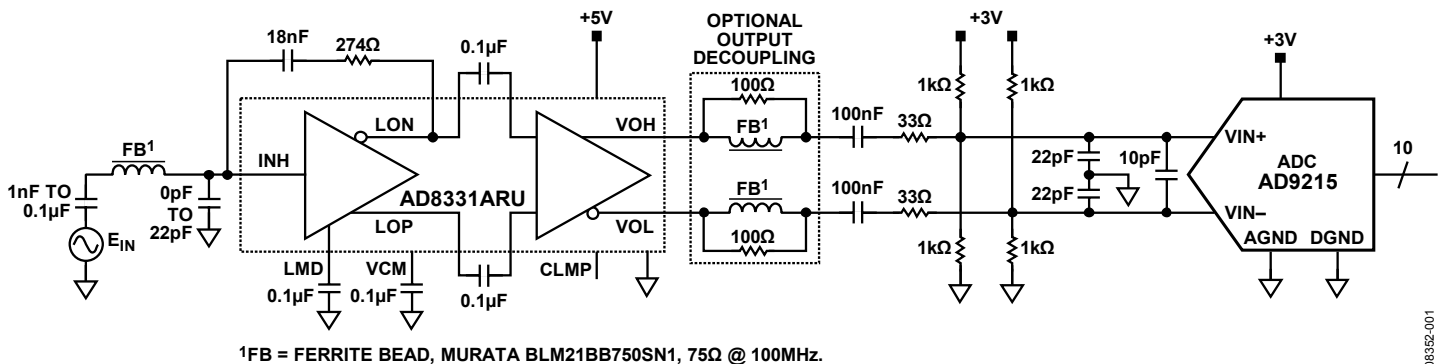 18nF
274Ω
0.1µF
+5V
OPTIONAL
OUTPUT
DECOUPLING
+3V
+3V
100Ω
FB1
100nF
33Ω
1kΩ
1kΩ
LON
VOH
INH
FB1
1nF TO
0.1µF
0pF
TO
22pF
EIN
AD8331ARU
LOP
VOL
FB1
100Ω
100nF
33Ω
22pF
22pF
10pF
VIN+
ADC
AD9215
VIN–
10
LMD
0.1µF
VCM
0.1µF
0.1µF
CLMP
1kΩ
1kΩ
AGND DGND
1FB = FERRITE BEAD, MURATA BLM21BB750SN1, 75Ω @ 100MHz.
08352-001